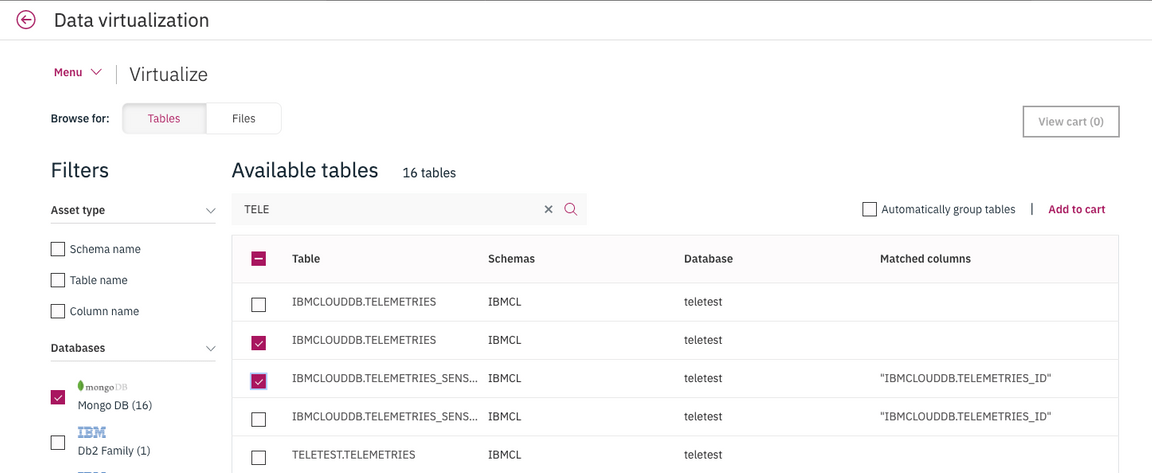 Data virtualization
Menu | Virtualize
Browse for: Tables Files
View cart (0)
Filters
Available tables 16 tables
Asset type
TELE
Automatically group tables | Add to cart
Schema name
Table name
Column name
Table Schemas Database Matched columns
IBMCLOUDDB.TELEMETRIES IBMCL teletest
IBMCLOUDDB.TELEMETRIES IBMCL teletest
IBMCLOUDDB.TELEMETRIES_SENS... IBMCL teletest "IBMCLOUDDB.TELEMETRIES_ID"
IBMCLOUDDB.TELEMETRIES_SENS... IBMCL teletest "IBMCLOUDDB.TELEMETRIES_ID"
TELETEST.TELEMETRIES IBMCL teletest
Databases
mongoDB
Mongo DB (16)
IBM
Db2 Family (1)